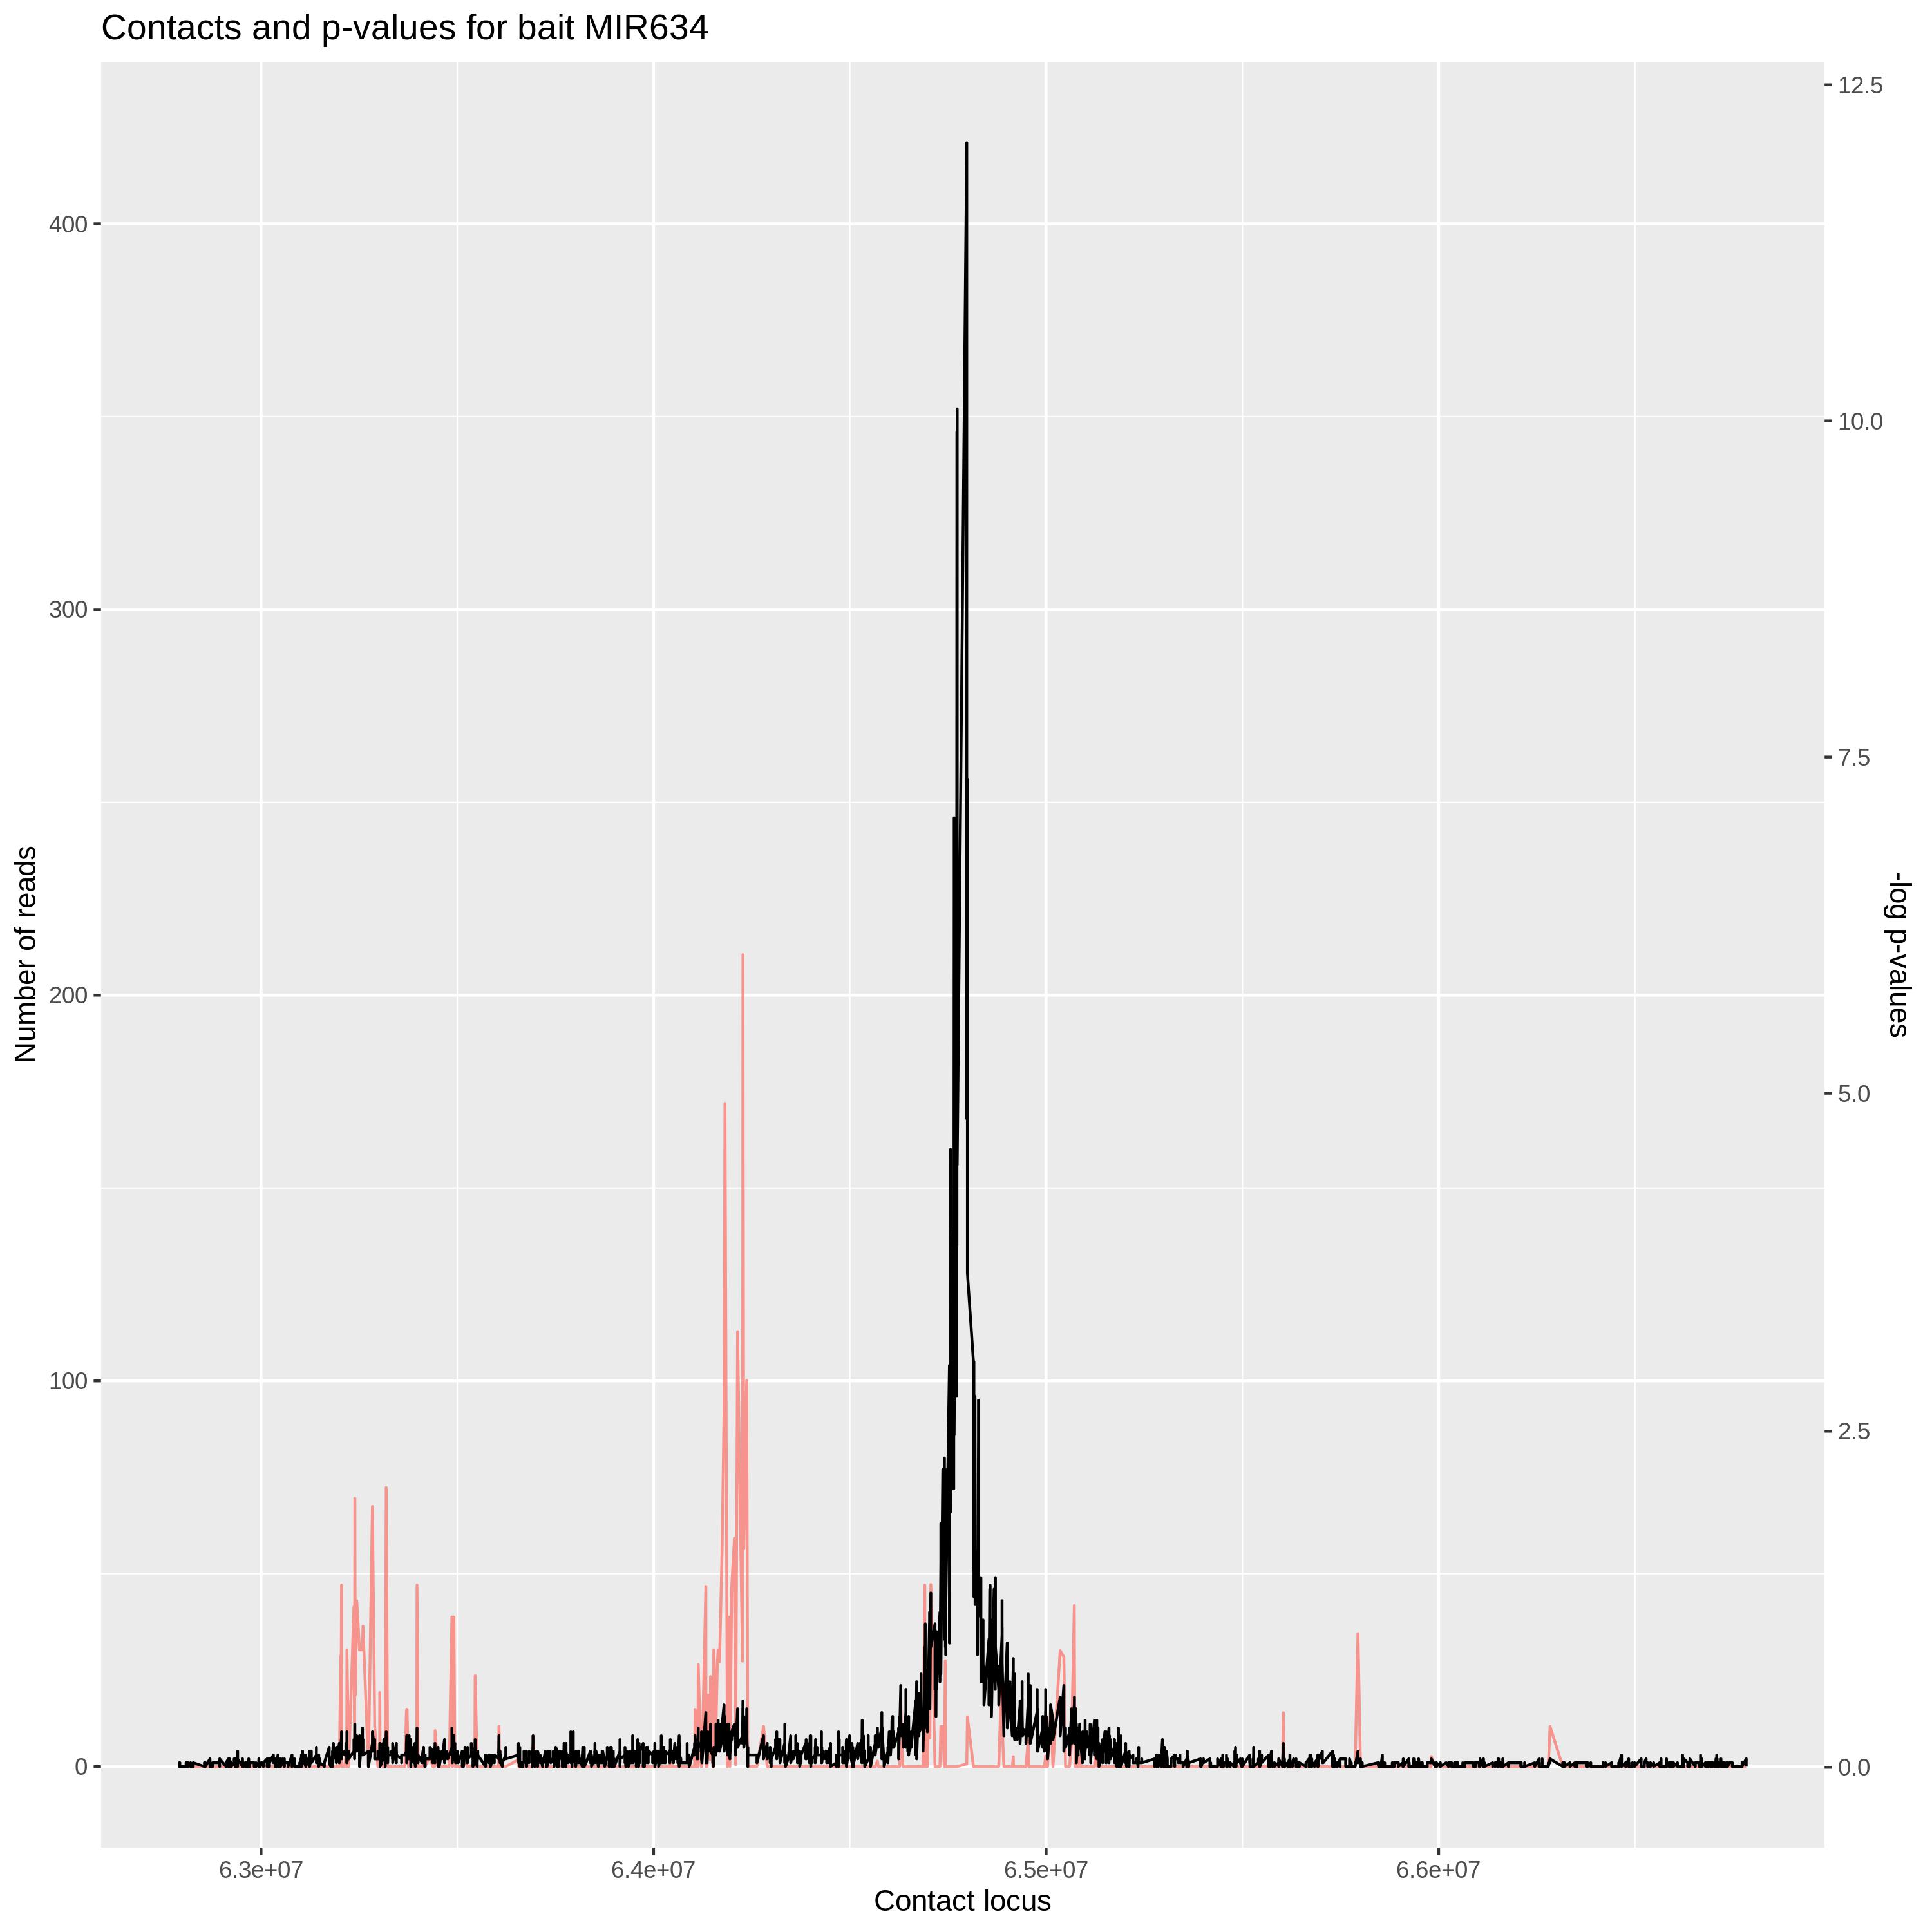 Contacts and p-values for bait MIR634
12.5
400
10.0
300
7.5
Number of reads
-log p-values
200
5.0
100
2.5
0
0.0
6.3e+07
6.4e+07
6.5e+07
6.6e+07
Contact locus